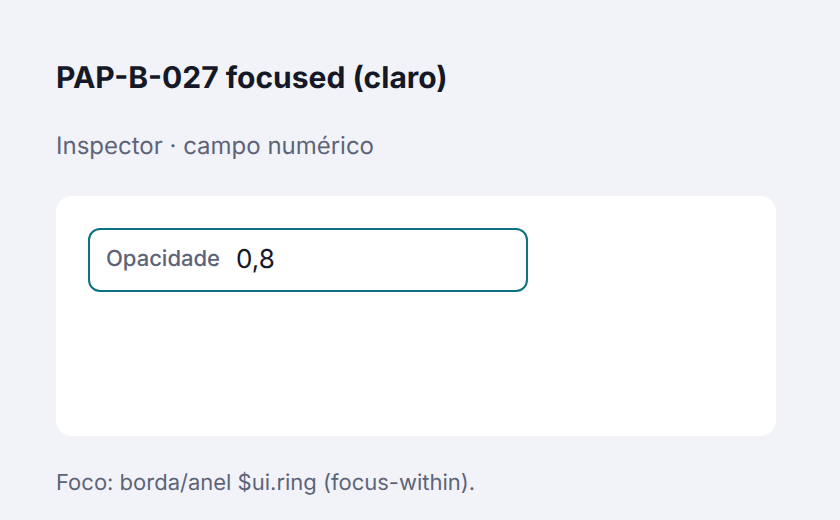 PAP-B-027 focused (claro)
Inspector · campo numérico
Opacidade 0,8
Foco: borda/anel $ui.ring (focus-within).